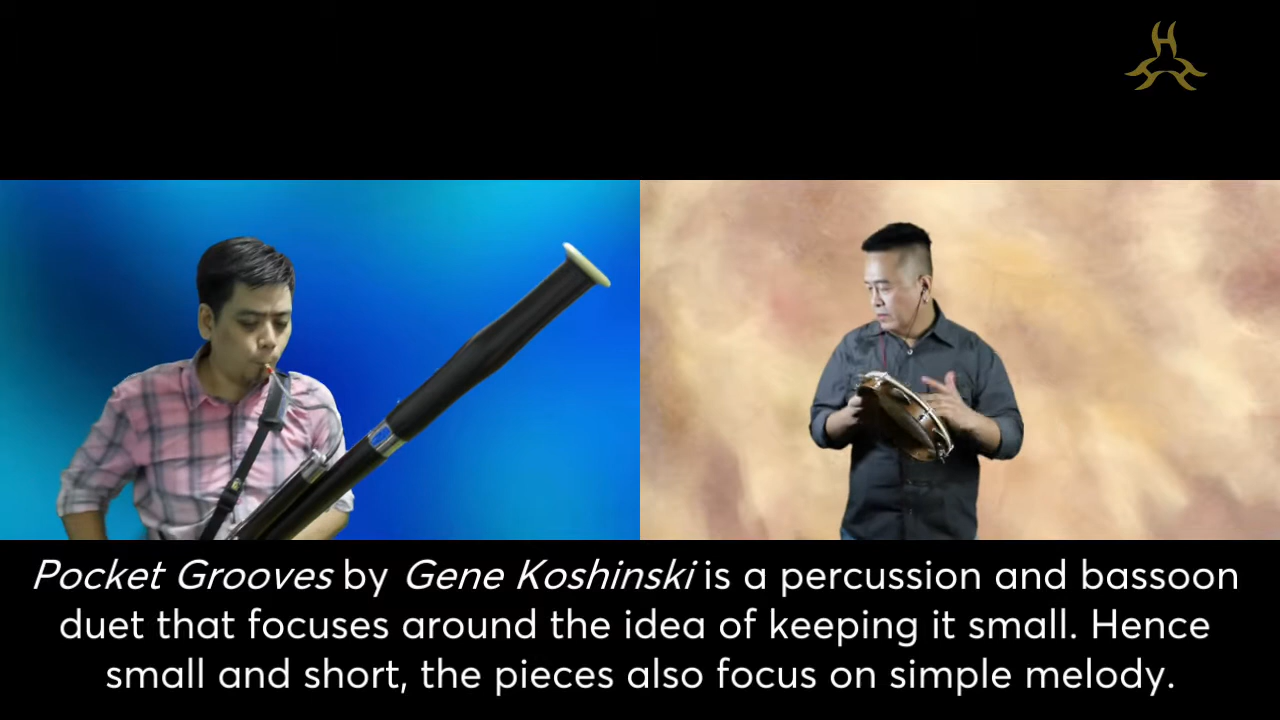 H
Pocket Grooves by Gene Koshinski is a percussion and bassoon
duet that focuses around the idea of keeping it small. Hence
small and short, the pieces also focus on simple melody.